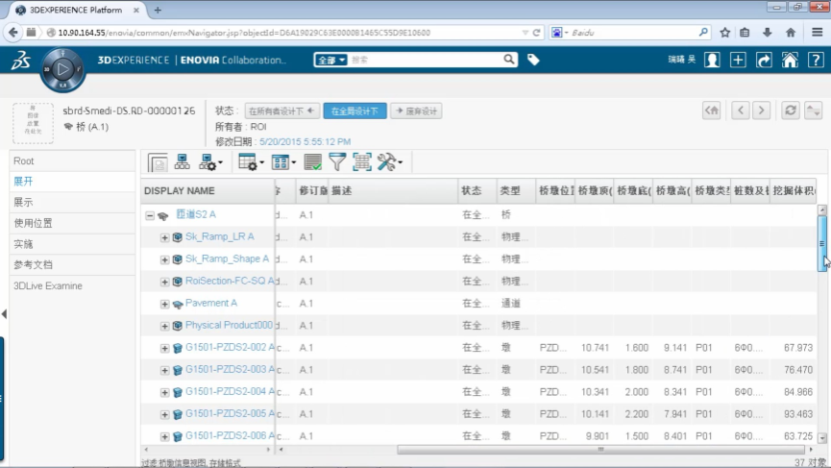 3DEXPERIENCE Platform
10.90.164.55/enovia/common/emxNavigator.jsp?objectId=D6A19029C63E0000B1465C55D9E10600
Baidu
3DEXPERIENCE | ENOVIA Collaboration...
全部
搜索
sbrd-Smedi-DS.RD-00000126
桥 (A.1)
状态:
在所有者设计下
在全局设计下
所有者 : ROI
修改日期 : 5/20/2015 5:55:12 PM
Root
展开
展示
使用位置
实施
参考文档
3DLive Examine
DISPLAY NAME 修订版 描述 状态 类型 桥墩位置 桥墩顶( 桥墩底( 桥墩高( 桥墩类型 桩数及 挖掘体积(
匝道S2 A d... A.1 在全... 桥
Sk_Ramp_LR A d... A.1 在全... 物理...
Sk_Ramp_Shape A d... A.1 在全... 物理...
RoiSection-FC-SQ A d... A.1 在全... 物理...
Pavement A c... A.1 在全... 通道
Physical Product000 d... A.1 在全... 物理...
G1501-PZDS2-002 A c... A.1 在全... 墩 PZD... 10.741 1.600 9.141 P01 6Φ0.... 67.973
G1501-PZDS2-003 A c... A.1 在全... 墩 PZD... 10.541 1.800 8.741 P01 6Φ0.... 76.470
G1501-PZDS2-004 A c... A.1 在全... 墩 PZD... 10.341 2.000 8.341 P01 6Φ0.... 84.966
G1501-PZDS2-005 A c... A.1 在全... 墩 PZD... 10.141 2.200 7.941 P01 6Φ0.... 93.463
G1501-PZDS2-006 A c... A.1 在全... 墩 PZD... 9.901 1.500 8.401 P01 6Φ0.... 63.725
过虑:桥墩信息视图, 存储格式
37 对象